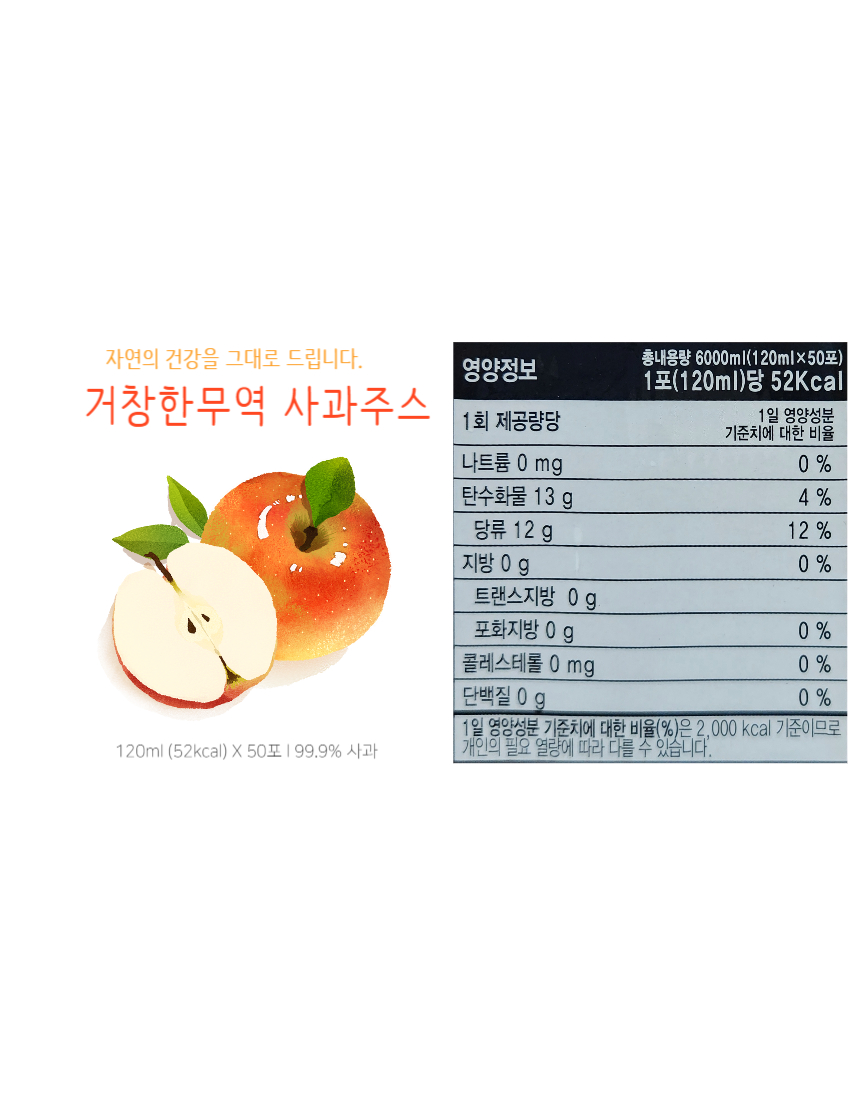 자연의 건강을 그대로 드립니다.
거창한무역 사과주스
120ml (52kcal) X 50포 I 99.9% 사과
영양정보
총내용량 6000ml(120ml×50포)
1포(120ml)당 52Kcal
1회 제공량당
1일 영양성분
기준치에 대한 비율
나트륨 0 mg 0 %
탄수화물 13 g 4 %
당류 12 g 12 %
지방 0 g 0 %
트랜스지방 0 g
포화지방 0 g 0 %
콜레스테롤 0 mg 0 %
단백질 0 g 0 %
1일 영양성분 기준치에 대한 비율(%)은 2,000 kcal 기준이므로
개인의 필요 열량에 따라 다를 수 있습니다.